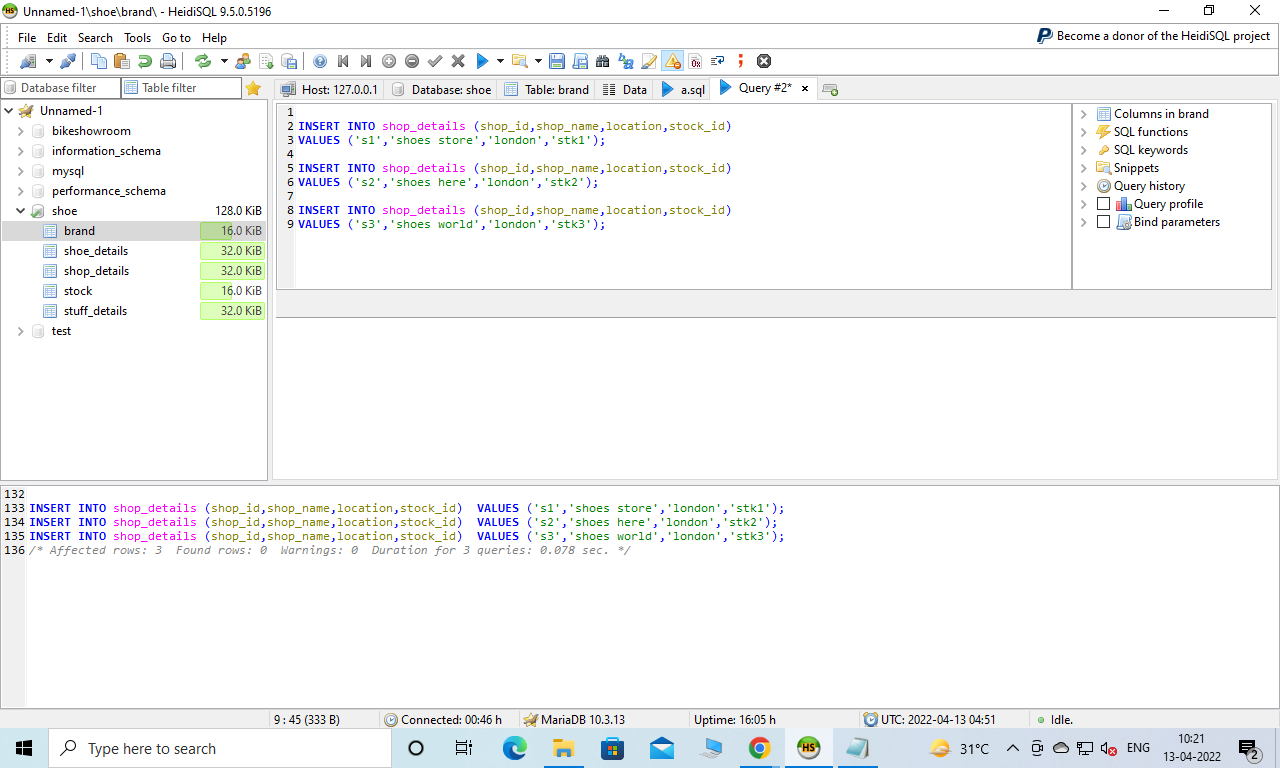 Unnamed-1\shoe\brand\ - HeidiSQL 9.5.0.5196
File Edit Search Tools Go to Help
Become a donor of the HeidiSQL project
Database filter
Table filter
Host: 127.0.0.1
Database: shoe
Table: brand
Data
a.sql
Query #2*
Unnamed-1
bikeshowroom
information_schema
mysql
performance_schema
shoe 128.0 KiB
brand 16.0 KiB
shoe_details 32.0 KiB
shop_details 32.0 KiB
stock 16.0 KiB
stuff_details 32.0 KiB
test
1
2 INSERT INTO shop_details (shop_id,shop_name,location,stock_id)
3 VALUES ('s1','shoes store','london','stk1');
4
5 INSERT INTO shop_details (shop_id,shop_name,location,stock_id)
6 VALUES ('s2','shoes here','london','stk2');
7
8 INSERT INTO shop_details (shop_id,shop_name,location,stock_id)
9 VALUES ('s3','shoes world','london','stk3');
Columns in brand
SQL functions
SQL keywords
Snippets
Query history
Query profile
Bind parameters
132
133 INSERT INTO shop_details (shop_id,shop_name,location,stock_id)  VALUES ('s1','shoes store','london','stk1');
134 INSERT INTO shop_details (shop_id,shop_name,location,stock_id)  VALUES ('s2','shoes here','london','stk2');
135 INSERT INTO shop_details (shop_id,shop_name,location,stock_id)  VALUES ('s3','shoes world','london','stk3');
136 /* Affected rows: 3  Found rows: 0  Warnings: 0  Duration for 3 queries: 0.078 sec. */
9 : 45 (333 B)
Connected: 00:46 h
MariaDB 10.3.13
Uptime: 16:05 h
UTC: 2022-04-13 04:51
Idle.
Type here to search
HS
31°C
ENG
10:21
13-04-2022
2